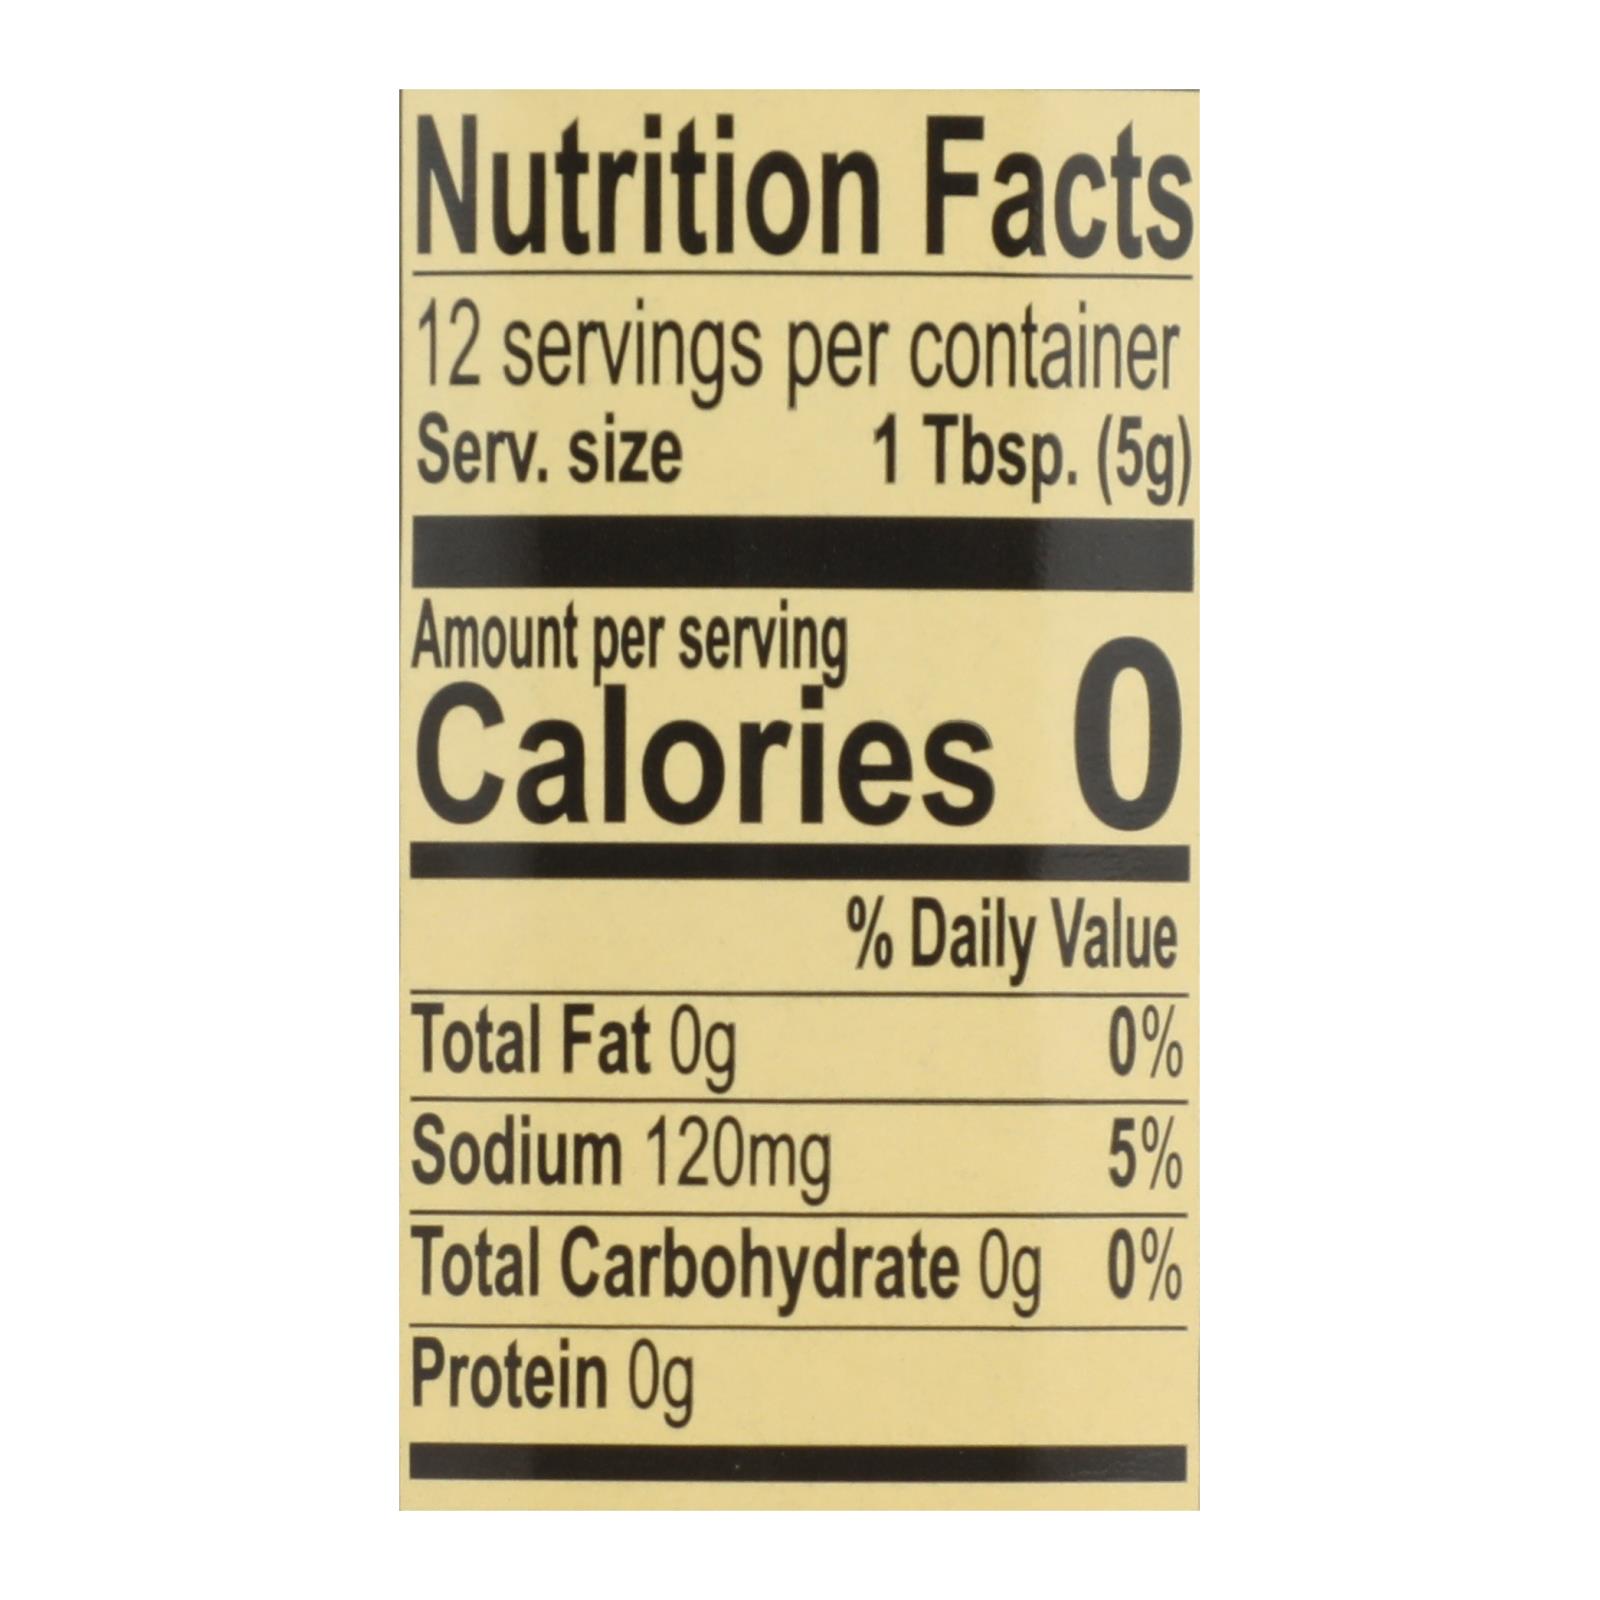 Nutrition Facts
12 servings per container
Serv. size 1 Tbsp. (5g)
Amount per serving
Calories 0
% Daily Value
Total Fat 0g 0%
Sodium 120mg 5%
Total Carbohydrate 0g 0%
Protein 0g